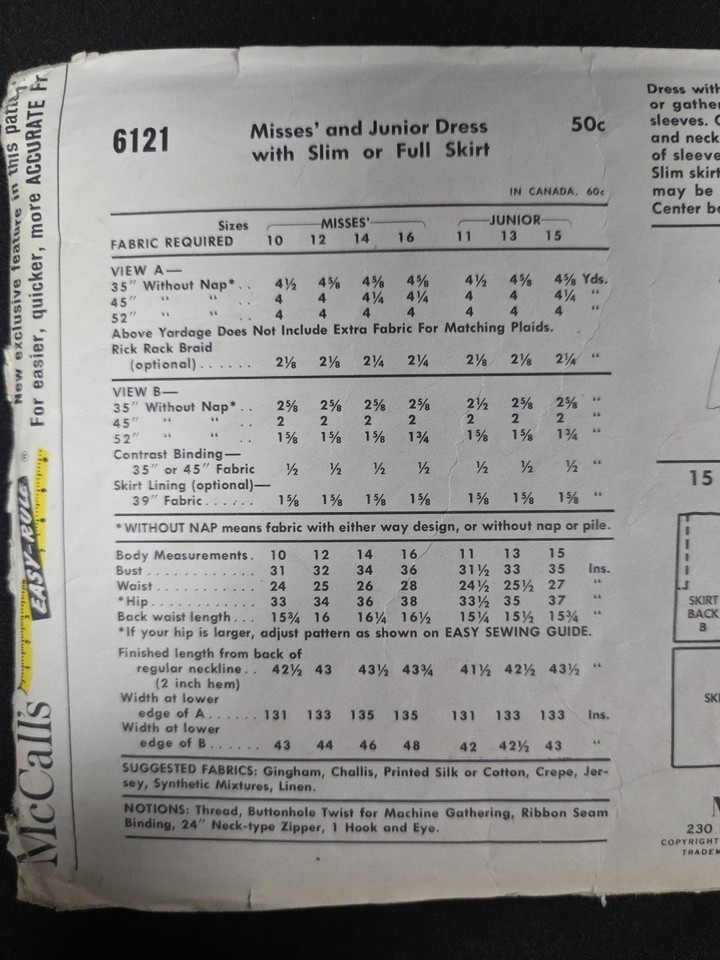 New exclusive feature in this
For easier, quicker, more ACCURATE
EASY-RULE ®
McCall's
6121
Misses' and Junior Dress
with Slim or Full Skirt
50c
IN CANADA, 60c
Sizes MISSES' JUNIOR
FABRIC REQUIRED 10 12 14 16 11 13 15
VIEW A—
35" Without Nap*.. 4½ 4⅝ 4⅝ 4⅝ 4½ 4⅝ 4⅝ Yds.
45" " " .. 4 4 4¼ 4¼ 4 4 4¼ "
52" " " .. 4 4 4 4 4 4 4 "
Above Yardage Does Not Include Extra Fabric For Matching Plaids.
Rick Rack Braid
(optional)...... 2⅛ 2⅛ 2¼ 2¼ 2⅛ 2⅛ 2¼ "
VIEW B—
35" Without Nap*.. 2⅝ 2⅝ 2⅝ 2⅝ 2½ 2⅝ 2⅝ "
45" " " .. 2 2 2 2 2 2 2 "
52" " " .. 1⅝ 1⅝ 1⅝ 1¾ 1⅝ 1⅝ 1¾ "
Contrast Binding—
35" or 45" Fabric ½ ½ ½ ½ ½ ½ ½ "
Skirt Lining (optional)—
39" Fabric...... 1⅝ 1⅝ 1⅝ 1⅝ 1⅝ 1⅝ 1⅝ "
*WITHOUT NAP means fabric with either way design, or without nap or pile.
Body Measurements. 10 12 14 16 11 13 15
Bust........... 31 32 34 36 31½ 33 35 Ins.
Waist........... 24 25 26 28 24½ 25½ 27 "
*Hip........... 33 34 36 38 33½ 35 37 "
Back waist length... 15¾ 16 16¼ 16½ 15¼ 15½ 15¾ "
*If your hip is larger, adjust pattern as shown on EASY SEWING GUIDE.
Finished length from back of
regular neckline.. 42½ 43 43½ 43¾ 41½ 42½ 43½ "
(2 inch hem)
Width at lower
edge of A...... 131 133 135 135 131 133 133 Ins.
Width at lower
edge of B...... 43 44 46 48 42 42½ 43 "
SUGGESTED FABRICS: Gingham, Challis, Printed Silk or Cotton, Crepe, Jer-
sey, Synthetic Mixtures, Linen.
NOTIONS: Thread, Buttonhole Twist for Machine Gathering, Ribbon Seam
Binding, 24" Neck-type Zipper, 1 Hook and Eye.
Dress with
or gather
sleeves.
and neck
of sleeve
Slim skirt
may be
Center
15
SKIRT
BACK
B
230
COPYRIGHT